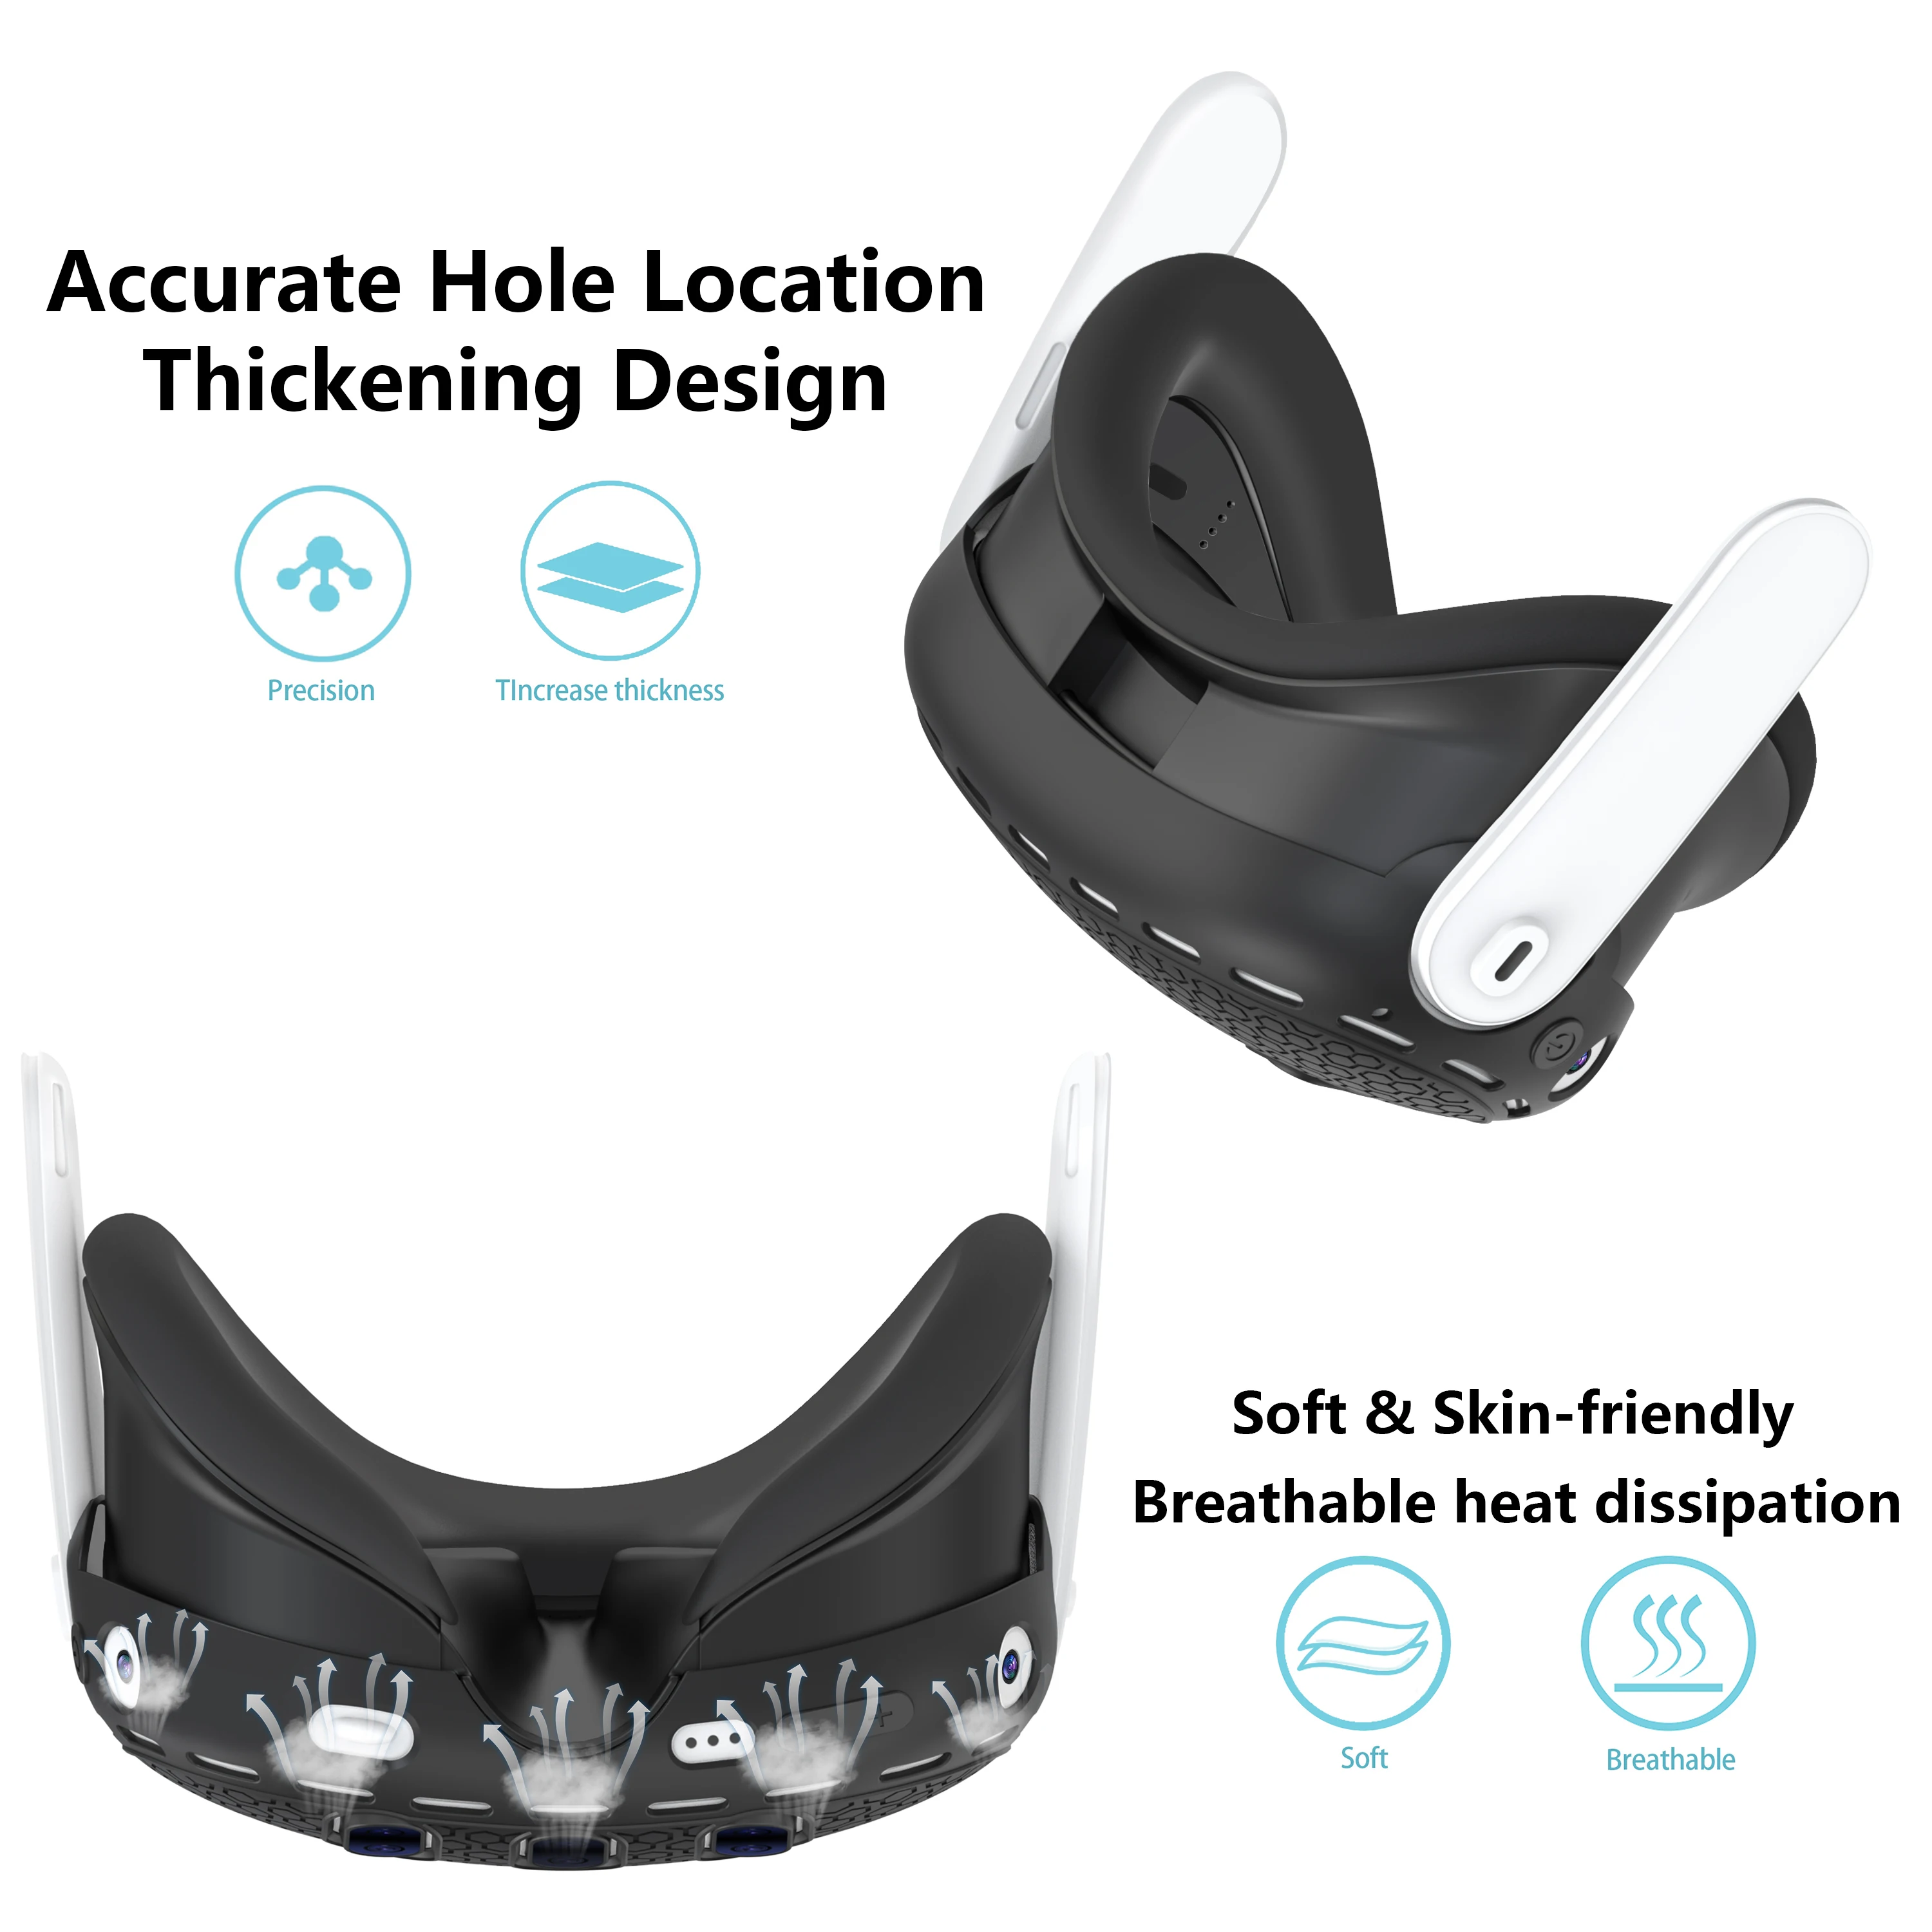 Accurate Hole Location
Thickening Design
Precision
TIncrease thickness
Soft & Skin-friendly
Breathable heat dissipation
Soft
Breathable